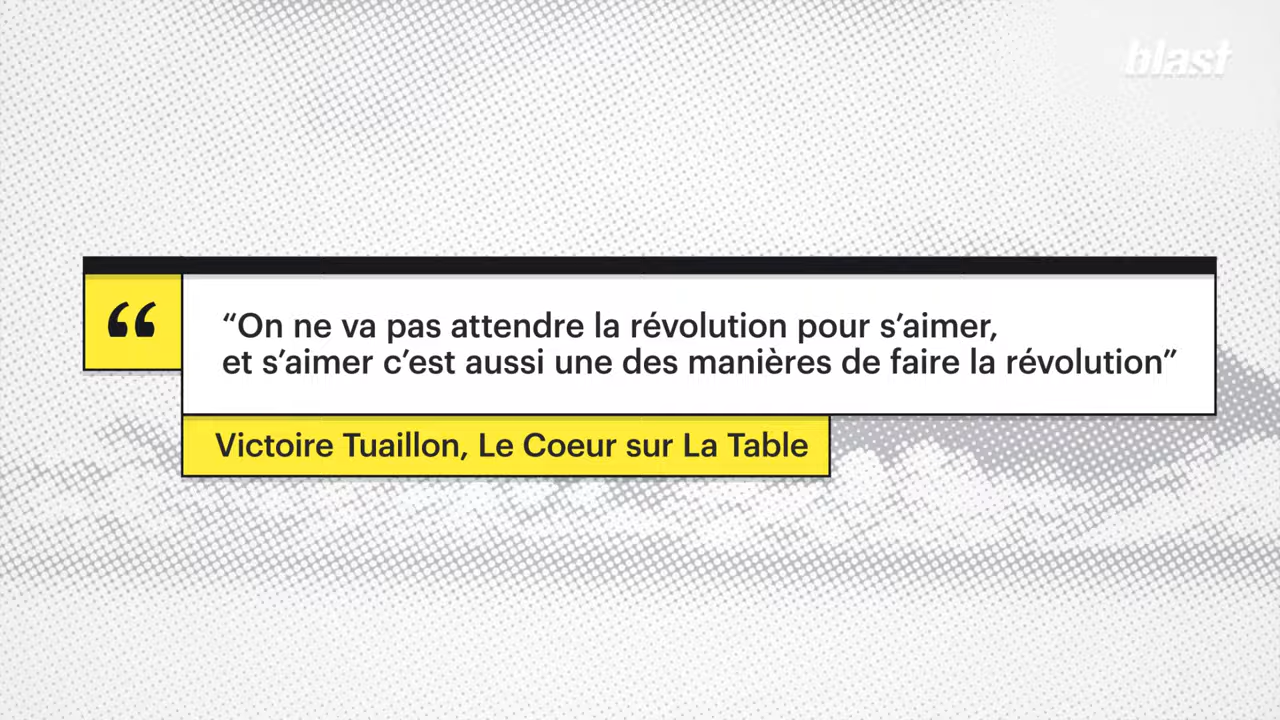 blast
“On ne va pas attendre la révolution pour s’aimer,
et s’aimer c’est aussi une des manières de faire la révolution”
Victoire Tuaillon, Le Coeur sur La Table